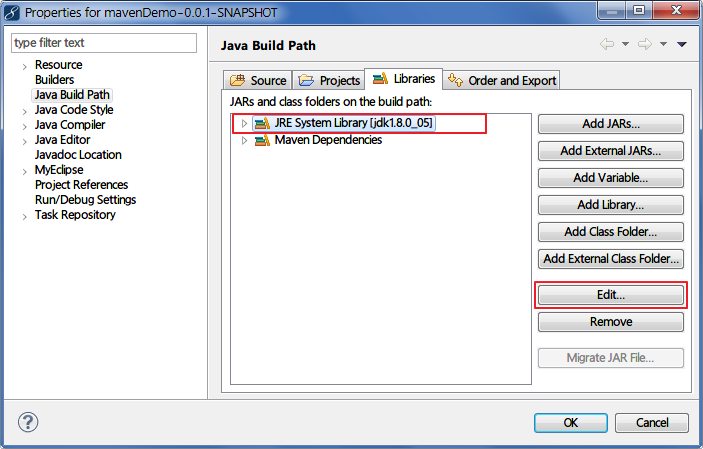 Properties for mavenDemo-0.0.1-SNAPSHOT
type filter text
Resource
Builders
Java Build Path
Java Code Style
Java Compiler
Java Editor
Javadoc Location
MyEclipse
Project References
Run/Debug Settings
Task Repository
Java Build Path
Source
Projects
Libraries
Order and Export
JARs and class folders on the build path:
JRE System Library [jdk1.8.0_05]
Maven Dependencies
Add JARs...
Add External JARs...
Add Variable...
Add Library...
Add Class Folder...
Add External Class Folder...
Edit...
Remove
Migrate JAR File...
?
OK
Cancel